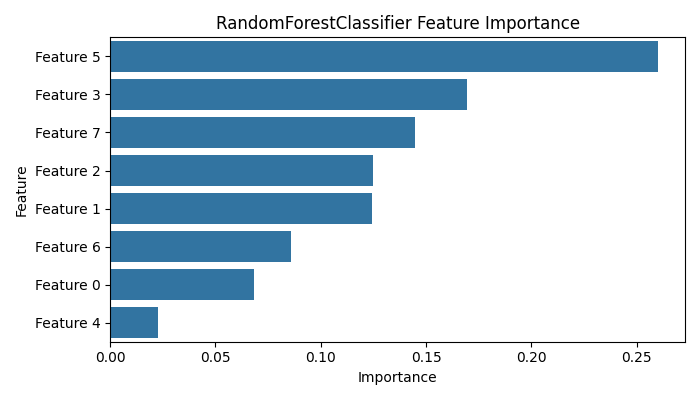 RandomForestClassifier Feature Importance
Feature 5
Feature 3
Feature 7
Feature 2
Feature 1
Feature 6
Feature 0
Feature 4
Feature
0.00 0.05 0.10 0.15 0.20 0.25
Importance